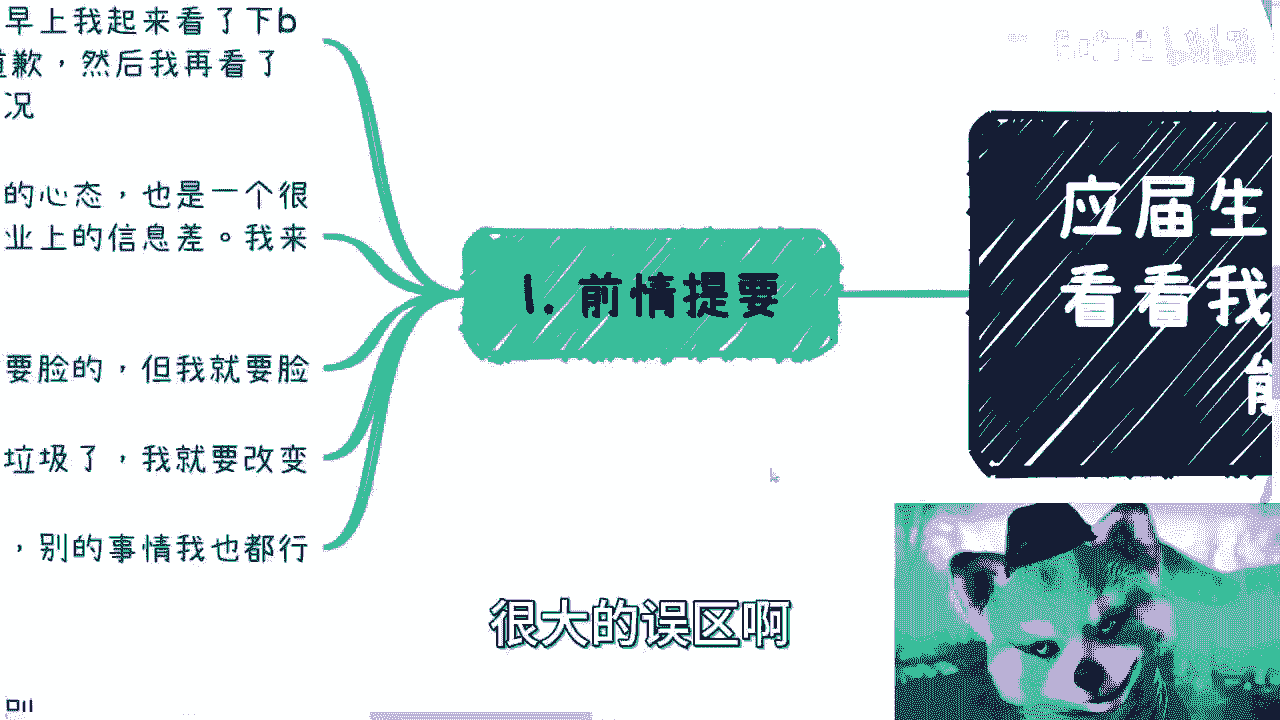 早上我起来看了下b
道歉，然后我再看了
况
的心态，也是一个很
业上的信息差。我来
要脸的，但我就要脸
垃圾了，我就要改变
，别的事情我也都行
1. 前情提要
应届生
看看我
能
很大的误区啊